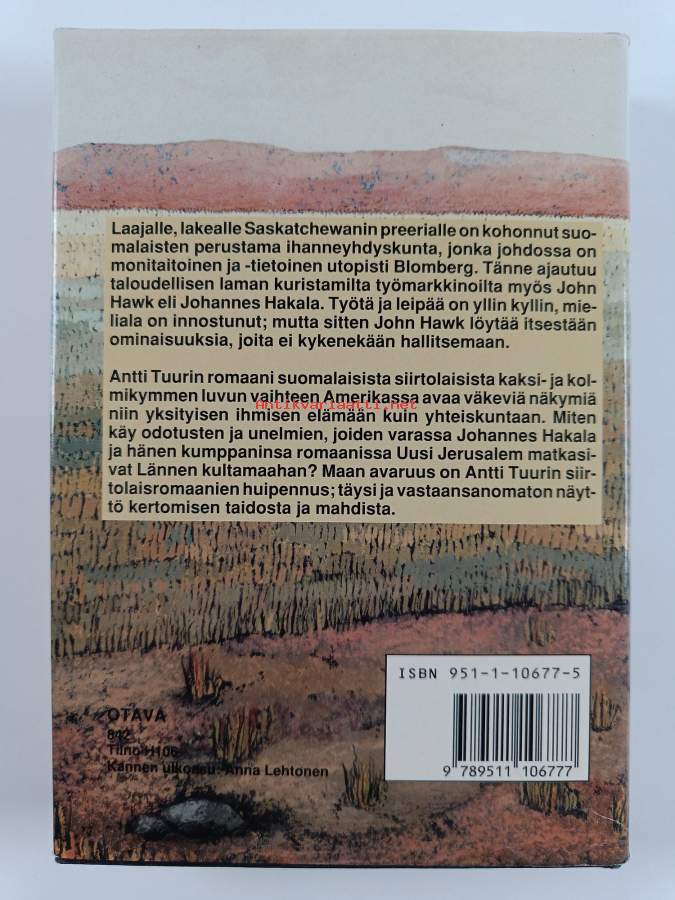 Laajalle, lakealle Saskatchewanin preerialle on kohonnut suo-
malaisten perustama ihanneyhdyskunta, jonka johdossa on
monitaitoinen ja -tietoinen utopisti Blomberg. Tänne ajautuu
taloudellisen laman kuristamilta työmarkkinoilta myös John
Hawk eli Johannes Hakala. Työtä ja leipää on yllin kyllin, mie-
liala on innostunut; mutta sitten John Hawk löytää itsestään
ominaisuuksia, joita ei kykenekään hallitsemaan.
Antti Tuurin romaani suomalaisista siirtolaisista kaksi- ja kol-
mikymmen luvun vaihteen Amerikassa avaa väkeviä näkymiä
Antikvariaatti.net
niin yksityisen ihmisen elämään kuin yhteiskuntaan. Miten
käy odotusten ja unelmien, joiden varassa Johannes Hakala
ja hänen kumppaninsa romaanissa Uusi Jerusalem matkasi-
vat Lännen kultamaahan? Maan avaruus on Antti Tuurin siir-
tolaisromaanien huipennus; täysi ja vastaansanomaton näyt-
tö kertomisen taidosta ja mahdista.
ISBN 951-1-10677-5
9 789511 106777
OTAVA
842
Tiino H106
Kannen ulkoasu: Anna Lehtonen